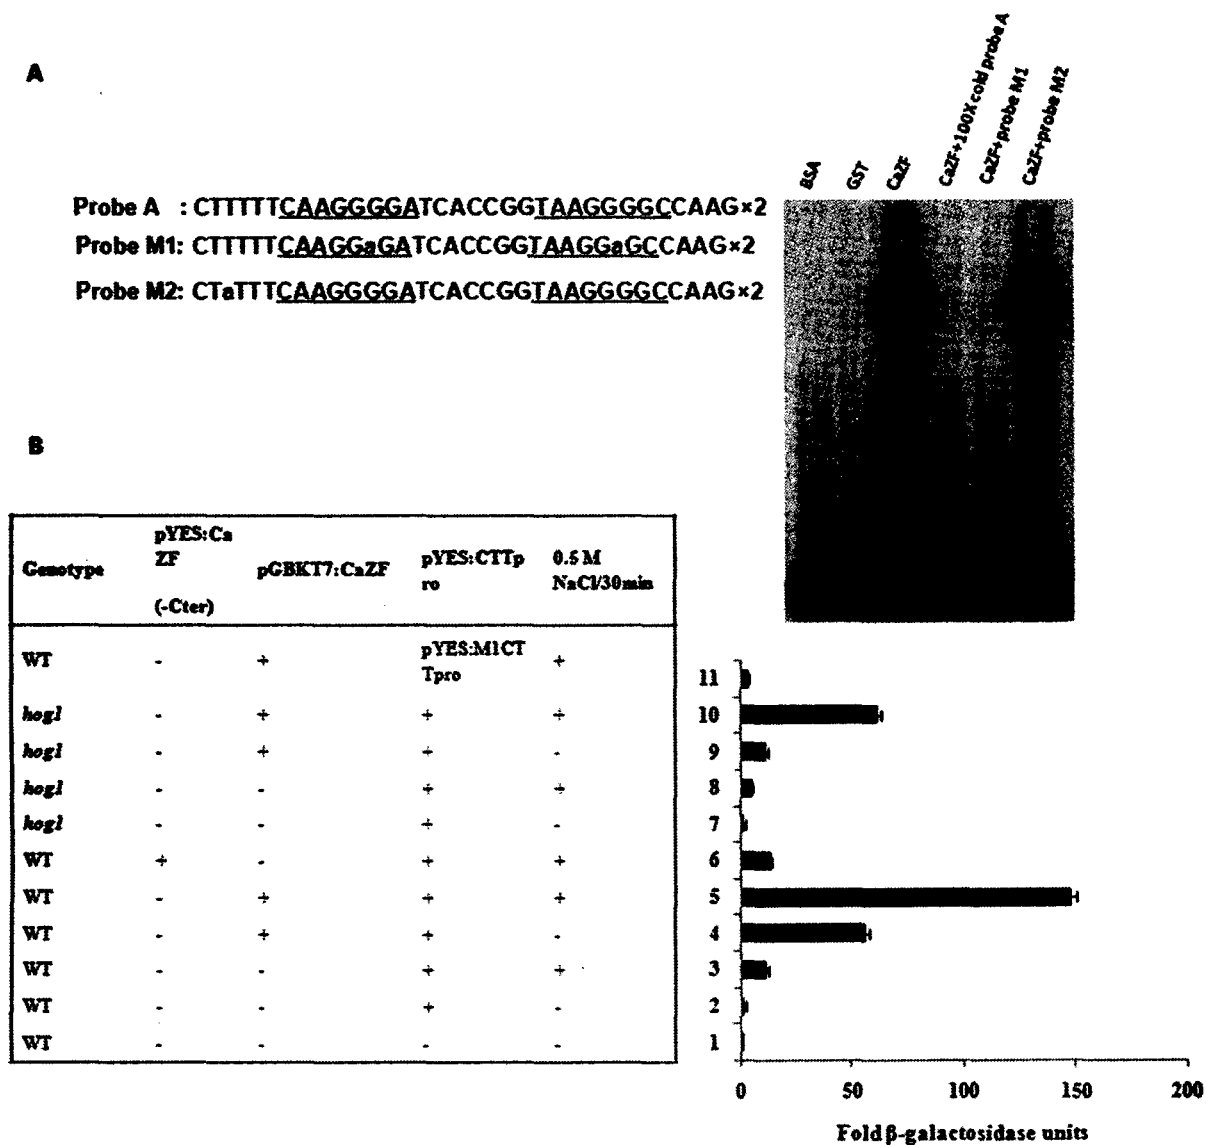 A
BSA
GST
CaZF
CaZF+100X cold probe A
CaZF+probe M1
CaZF+probe M2
Probe A : CTTTTTCAAGGGGATCACCGGTAAGGGGCCAAG×2
Probe M1: CTTTTTCAAGGaGATCACCGGTAAGGaGCCAAG×2
Probe M2: CTaTTTCAAGGGGATCACCGGTAAGGGGCCAAG×2
B
Genotype pYES:CaZF (-Cter) pGBKT7:CaZF pYES:CTTpro 0.5 M NaCl/30min
WT - + pYES:M1CTTpro + 11
hog1 - + + + 10
hog1 - + + - 9
hog1 - - + + 8
hog1 - - + - 7
WT + - + + 6
WT - + + + 5
WT - + + - 4
WT - - + + 3
WT - - + - 2
WT - - - - 1
0 50 100 150 200
Fold β-galactosidase units